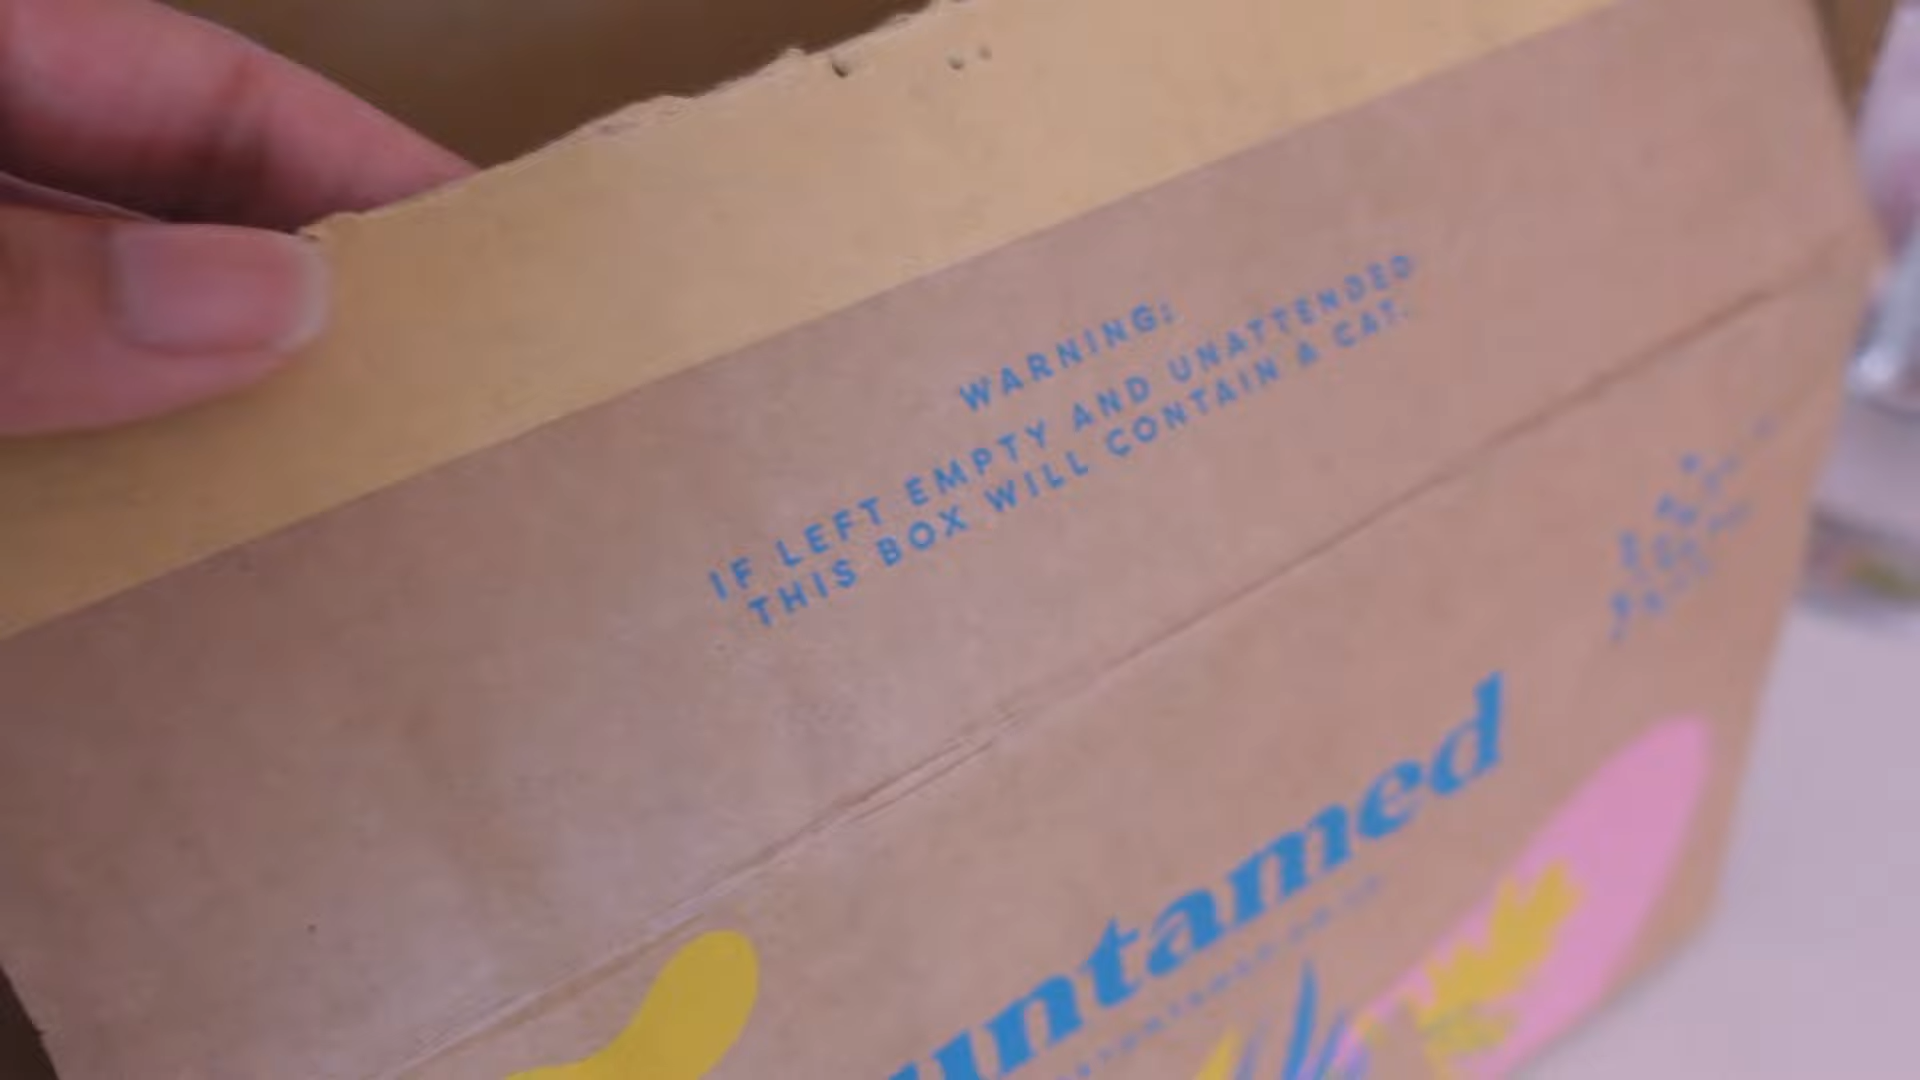 WARNING:
IF LEFT EMPTY AND UNATTENDED
THIS BOX WILL CONTAIN A CAT.
untamed